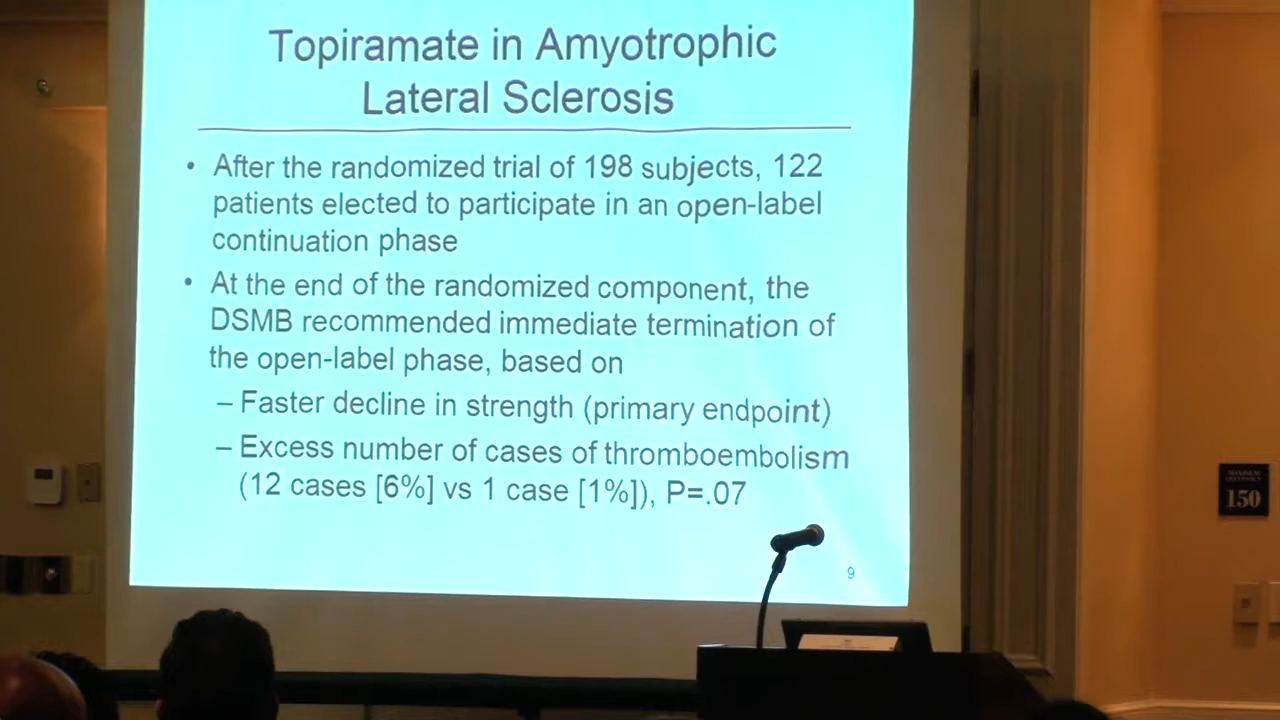 Topiramate in Amyotrophic
Lateral Sclerosis
• After the randomized trial of 198 subjects, 122
patients elected to participate in an open-label
continuation phase
• At the end of the randomized component, the
DSMB recommended immediate termination of
the open-label phase, based on
– Faster decline in strength (primary endpoint)
– Excess number of cases of thromboembolism
(12 cases [6%] vs 1 case [1%]), P=.07
9
MAXIMUM
OCCUPANCY
150